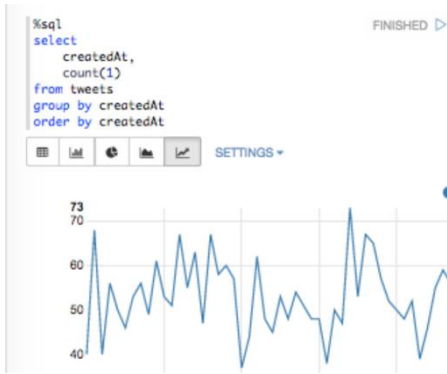 %sql
FINISHED
select
createdAt,
count(1)
from tweets
group by createdAt
order by createdAt
SETTINGS
73
70
60
50
40